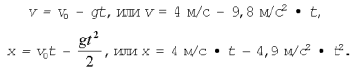 v = v₀ – gt, или v = 4 м/с – 9,8 м/с² • t,
x = v₀t – gt²/2, или x = 4 м/с • t – 4,9 м/с² • t².